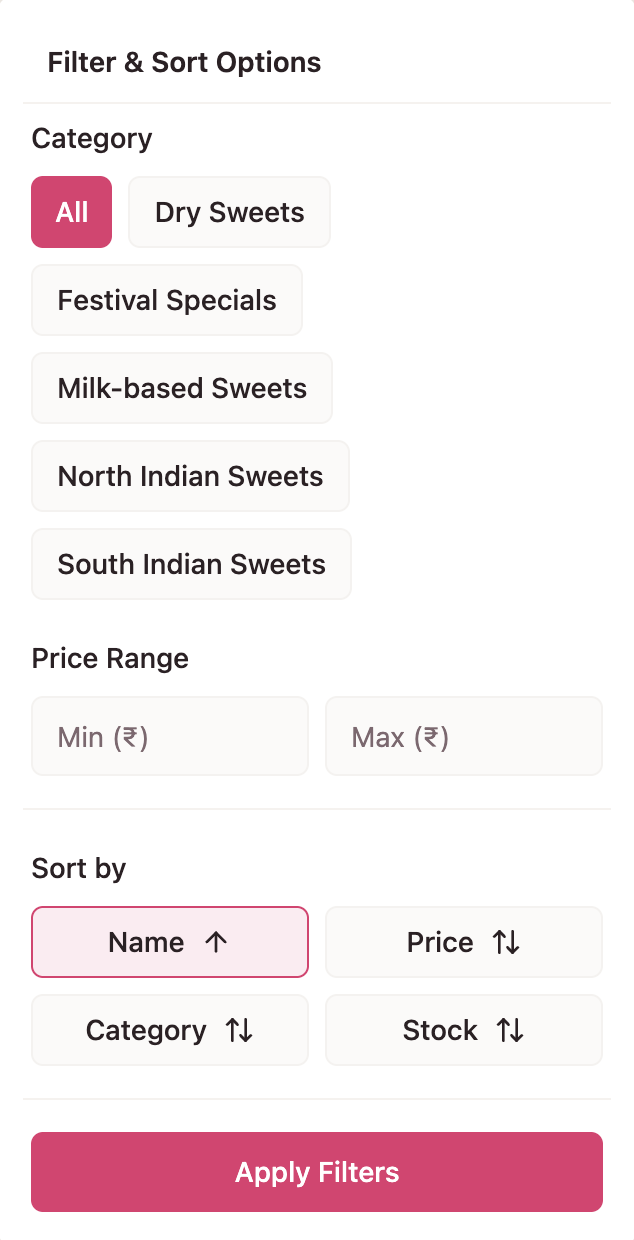 Filter & Sort Options
Category
All Dry Sweets
Festival Specials
Milk-based Sweets
North Indian Sweets
South Indian Sweets
Price Range
Min (₹) Max (₹)
Sort by
Name ↑ Price ↑↓
Category ↑↓ Stock ↑↓
Apply Filters